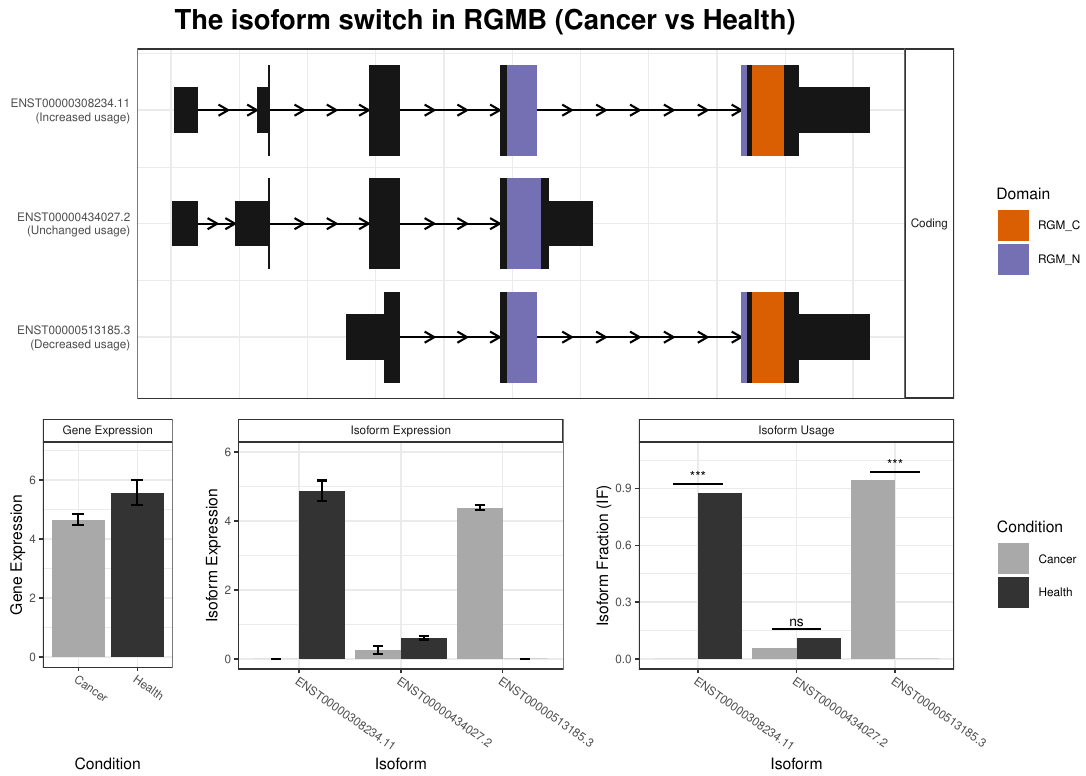 The isoform switch in RGMB (Cancer vs Health)
ENST00000308234.11
(Increased usage)
ENST00000434027.2
(Unchanged usage)
ENST00000513185.3
(Decreased usage)
Coding
Domain
RGM_C
RGM_N
Gene Expression
Gene Expression
6
4
2
0
Cancer
Health
Condition
Isoform Expression
Isoform Expression
6
4
2
0
ENST00000308234.11
ENST00000434027.2
ENST00000513185.3
Isoform
Isoform Usage
Isoform Fraction (IF)
0.9
0.6
0.3
0.0
***
ns
***
ENST00000308234.11
ENST00000434027.2
ENST00000513185.3
Isoform
Condition
Cancer
Health